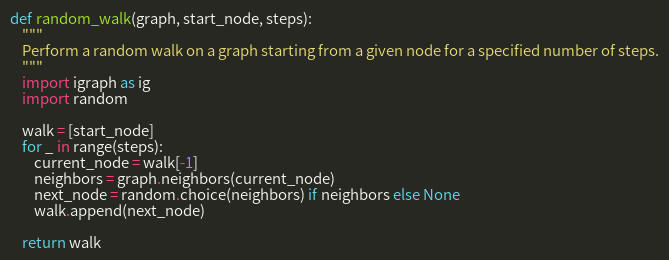 def random_walk(graph, start_node, steps):
    """
    Perform a random walk on a graph starting from a given node for a specified number of steps.
    """
    import igraph as ig
    import random

    walk = [start_node]
    for _ in range(steps):
        current_node = walk[-1]
        neighbors = graph.neighbors(current_node)
        next_node = random.choice(neighbors) if neighbors else None
        walk.append(next_node)

    return walk